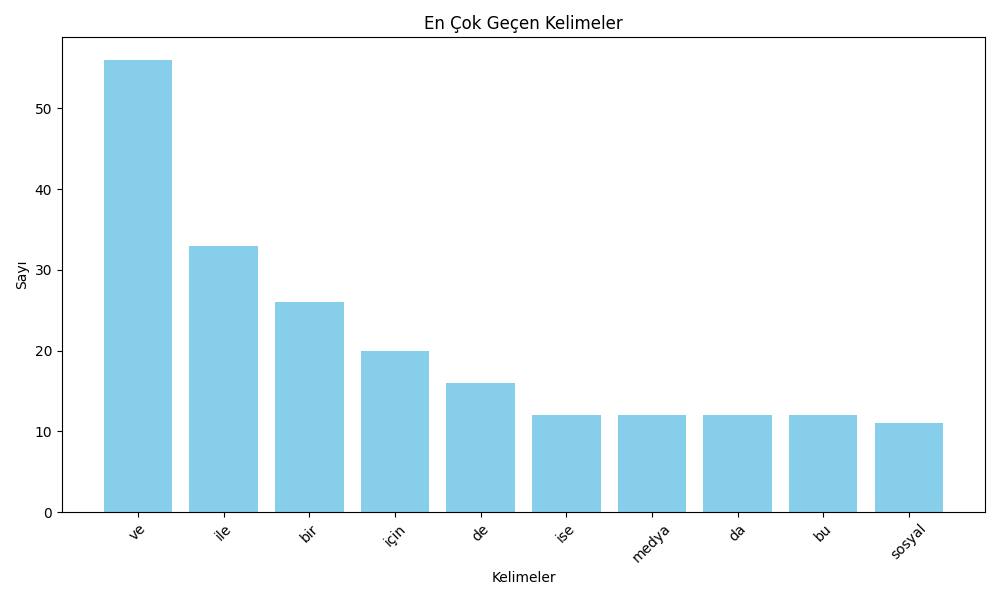 En Çok Geçen Kelimeler
Sayı
50
40
30
20
10
0
ve
ile
bir
için
de
ise
medya
da
bu
sosyal
Kelimeler